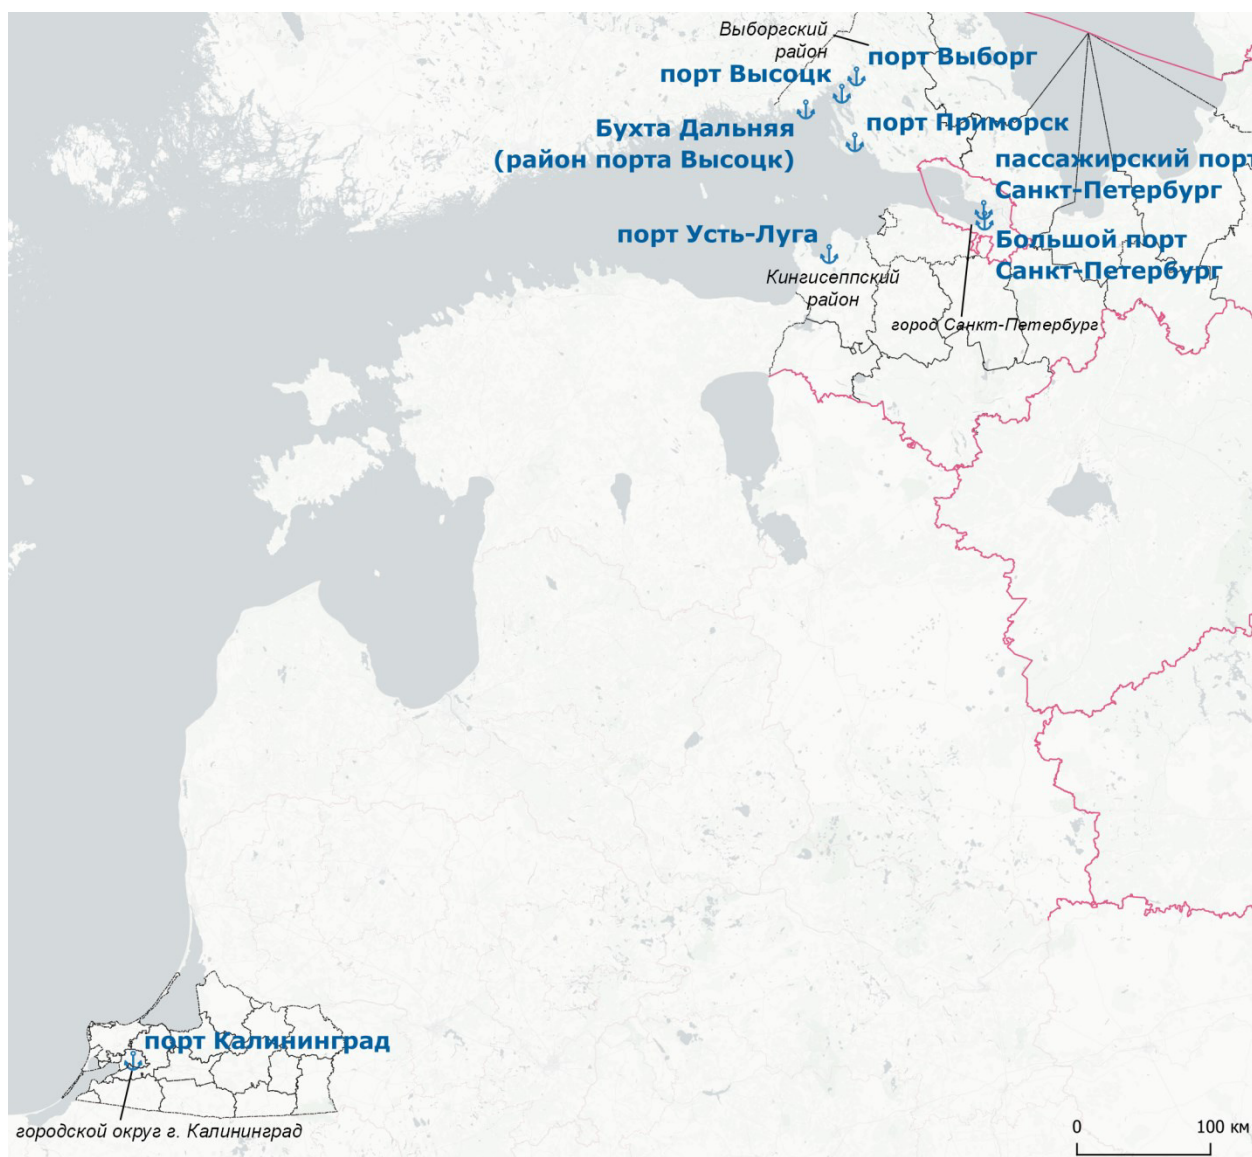 Выборгский
район
порт Выборг
порт Высоцк
Бухта Дальняя
(район порта Высоцк)
порт Приморск
пассажирский порт
Санкт-Петербург
порт Усть-Луга
Большой порт
Санкт-Петербург
Кингисеппский
район
город Санкт-Петербург
порт Калининград
городской округ г. Калининград
0 100 км